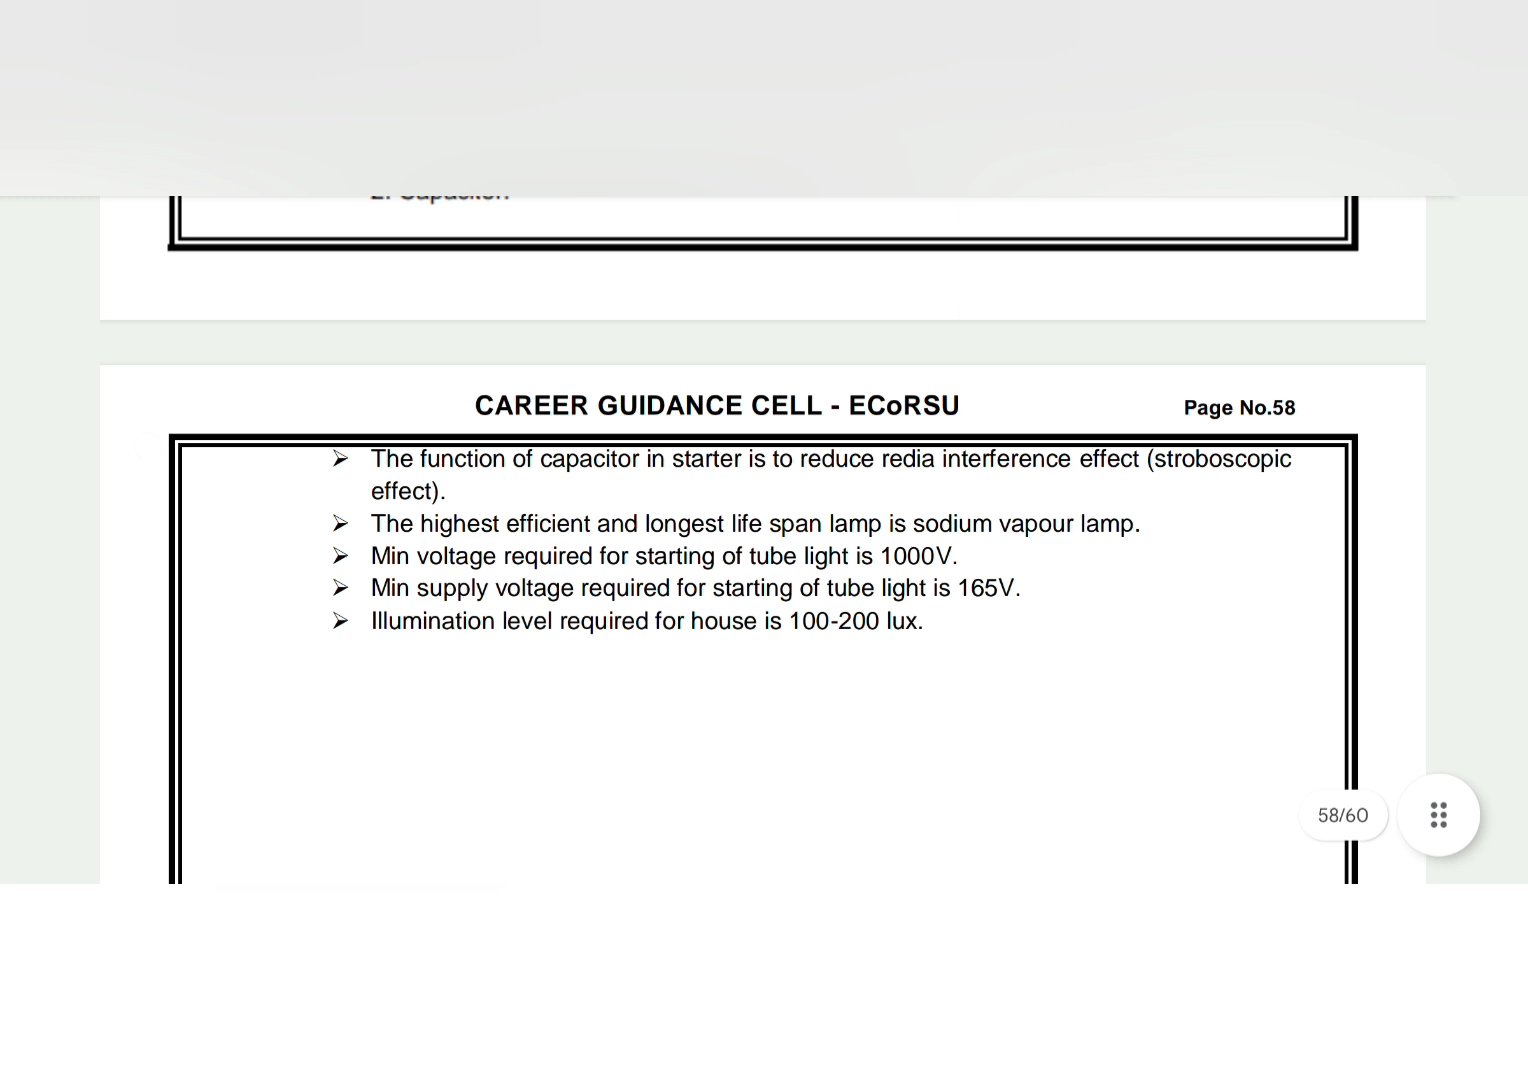 CAREER GUIDANCE CELL - ECoRSU Page No.58
➢ The function of capacitor in starter is to reduce redia interference effect (stroboscopic
effect).
➢ The highest efficient and longest life span lamp is sodium vapour lamp.
➢ Min voltage required for starting of tube light is 1000V.
➢ Min supply voltage required for starting of tube light is 165V.
➢ Illumination level required for house is 100-200 lux.
58/60